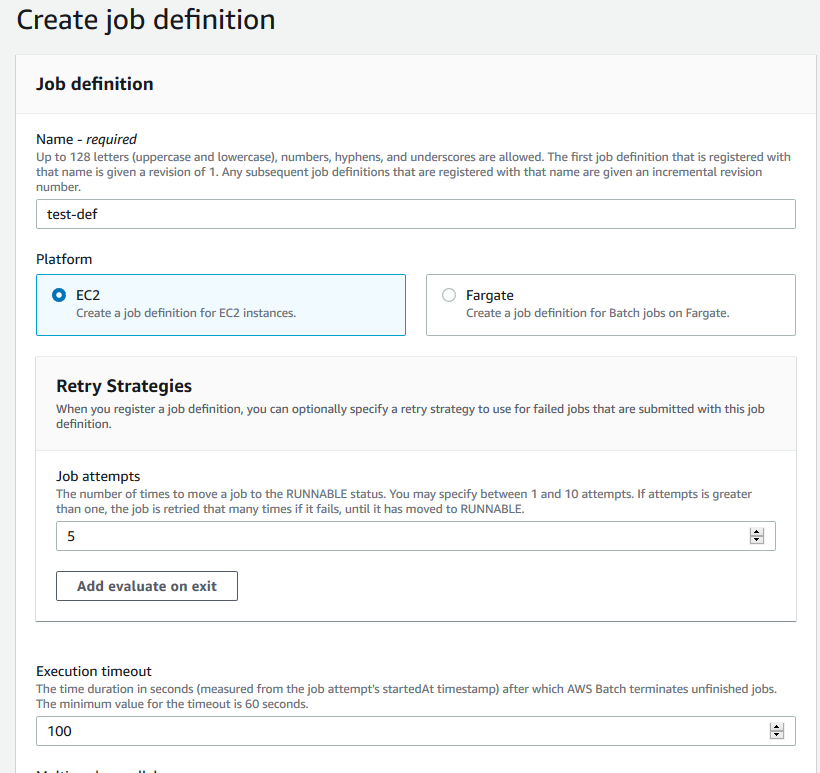 Create job definition
Job definition
Name - required
Up to 128 letters (uppercase and lowercase), numbers, hyphens, and underscores are allowed. The first job definition that is registered with
that name is given a revision of 1. Any subsequent job definitions that are registered with that name are given an incremental revision
number.
test-def
Platform
EC2
Create a job definition for EC2 instances.
Fargate
Create a job definition for Batch jobs on Fargate.
Retry Strategies
When you register a job definition, you can optionally specify a retry strategy to use for failed jobs that are submitted with this job
definition.
Job attempts
The number of times to move a job to the RUNNABLE status. You may specify between 1 and 10 attempts. If attempts is greater
than one, the job is retried that many times if it fails, until it has moved to RUNNABLE.
5
Add evaluate on exit
Execution timeout
The time duration in seconds (measured from the job attempt's startedAt timestamp) after which AWS Batch terminates unfinished jobs.
The minimum value for the timeout is 60 seconds.
100